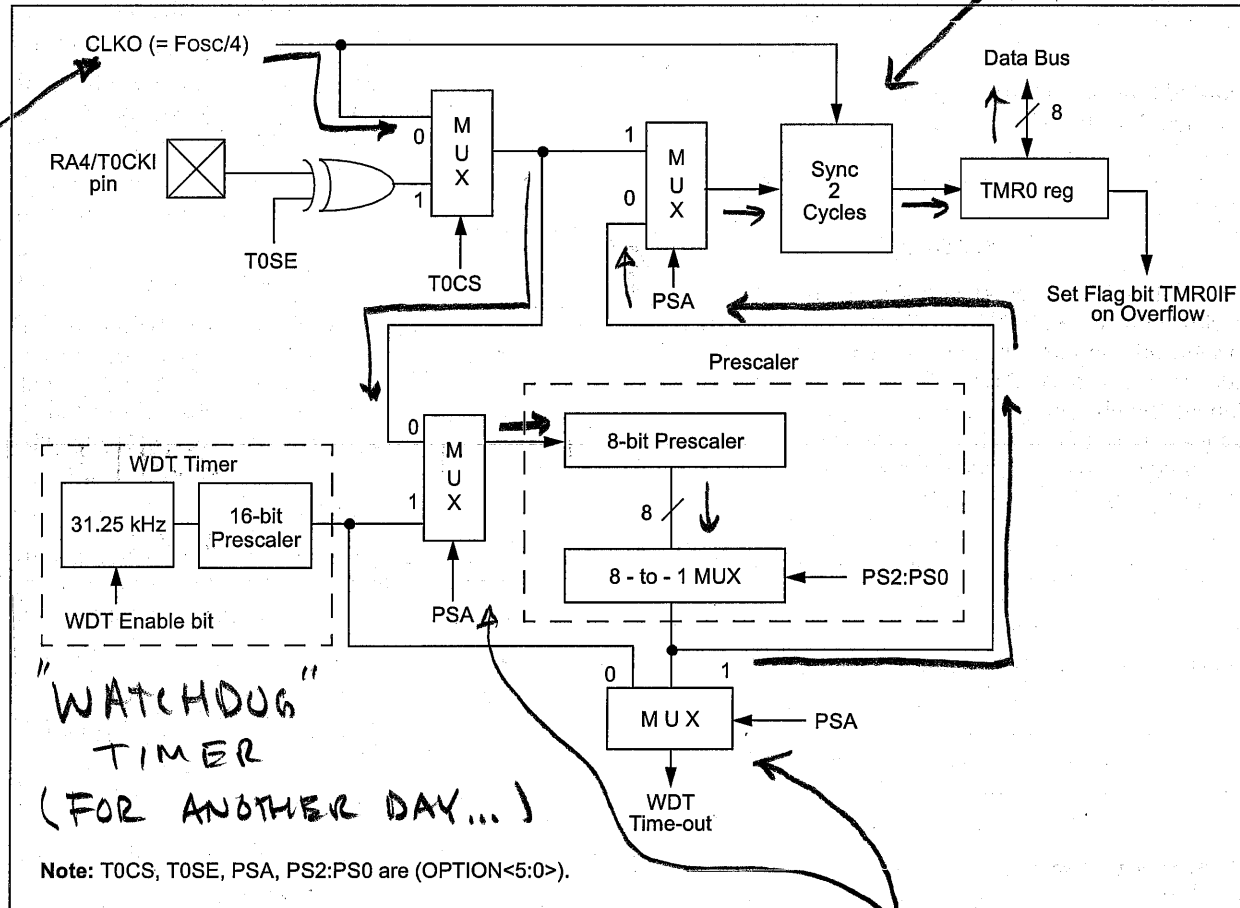 CLKO (= Fosc/4)
Data Bus
8
0
M
U
X
1
RA4/T0CKI
pin
T0SE
T0CS
1
0
M
U
X
PSA
Sync
2
Cycles
TMR0 reg
Set Flag bit TMR0IF
on Overflow
Prescaler
0
1
M
U
X
PSA
8-bit Prescaler
8
8 - to - 1 MUX
PS2:PS0
WDT Timer
31.25 kHz
16-bit
Prescaler
WDT Enable bit
0
1
M U X
PSA
WDT
Time-out
"WATCHDOG"
TIMER
(FOR ANOTHER DAY...)
Note: T0CS, T0SE, PSA, PS2:PS0 are (OPTION<5:0>).